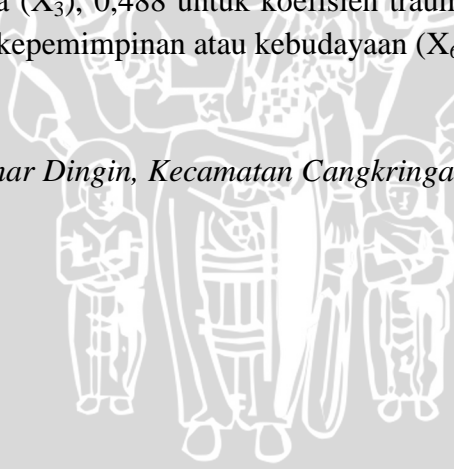 a (X₃), 0,488 untuk koefisien traum
kepemimpinan atau kebudayaan (X₆
nar Dingin, Kecamatan Cangkringa